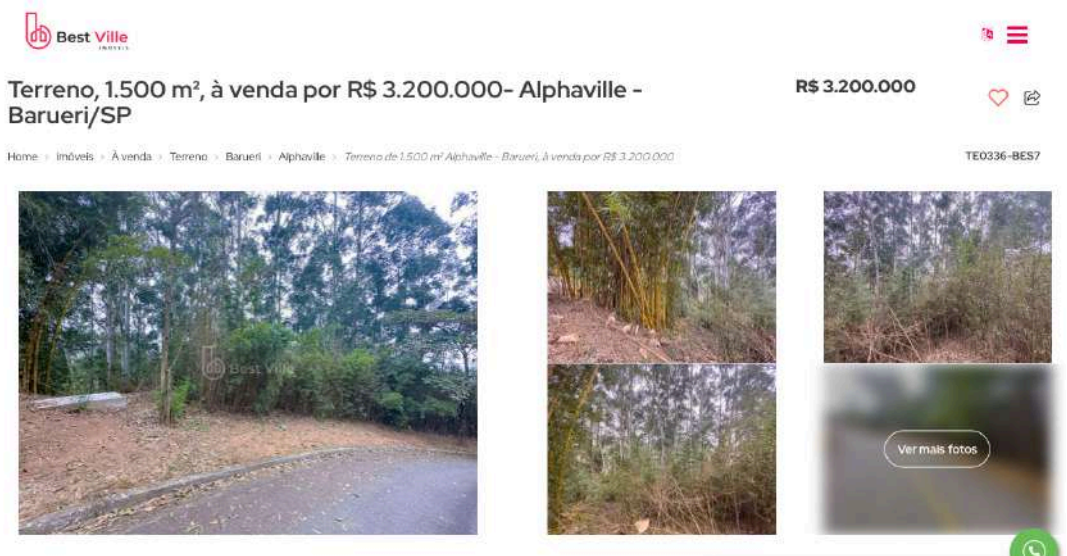 Best Ville
IMÓVEIS
Terreno, 1.500 m², à venda por R$ 3.200.000- Alphaville -
Barueri/SP
R$ 3.200.000
Home > Imóveis > À venda > Terreno > Barueri > Alphaville > Terreno de 1.500 m² Alphaville - Barueri, à venda por R$ 3.200.000
TE0336-BES7
Best Ville
Ver mais fotos